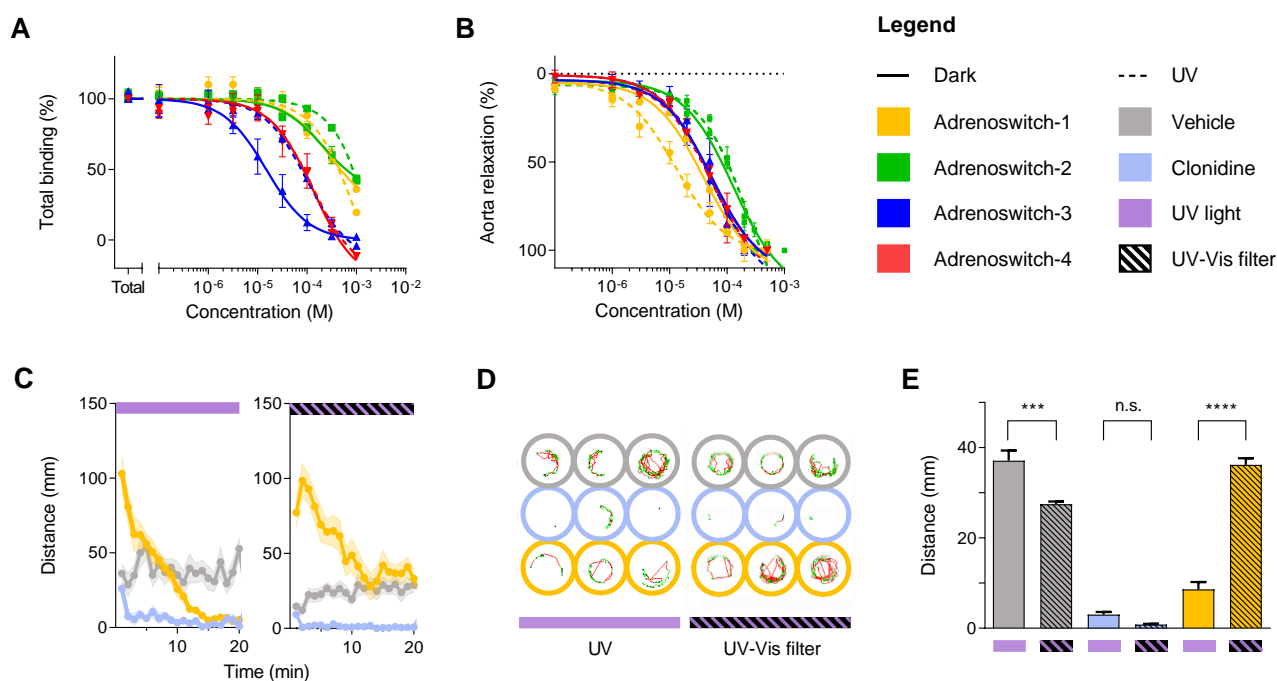 A
Total binding (%)
100
50
0
Total
10-6
10-5
10-4
10-3
10-2
Concentration (M)
B
Aorta relaxation (%)
0
50
100
10-6
10-5
10-4
10-3
Concentration (M)
Legend
Dark
UV
Adrenoswitch-1
Vehicle
Adrenoswitch-2
Clonidine
Adrenoswitch-3
UV light
Adrenoswitch-4
UV-Vis filter
C
Distance (mm)
150
100
50
0
10
20
150
100
50
0
10
20
Time (min)
D
UV
UV-Vis filter
E
Distance (mm)
40
20
0
***
n.s.
****